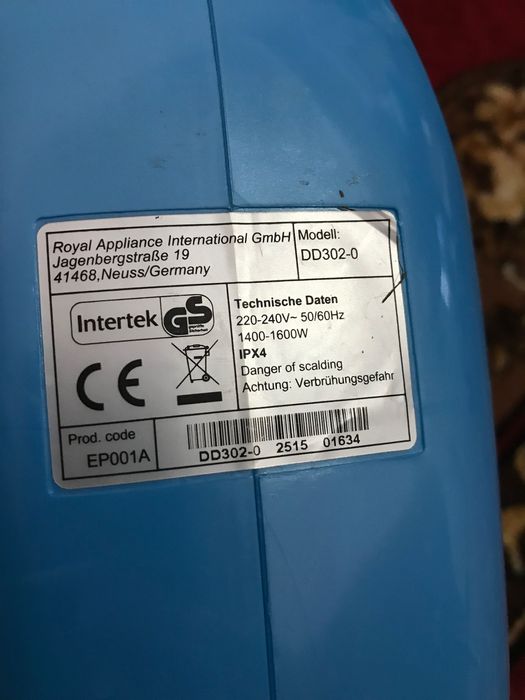 Royal Appliance International GmbH
Jagenbergstraße 19
41468,Neuss/Germany
Modell:
DD302-0
Intertek
GS
CE
Technische Daten
220-240V~ 50/60Hz
1400-1600W
IPX4
Danger of scalding
Achtung: Verbrühungsgefahr
Prod. code
EP001A
DD302-0 2515 01634